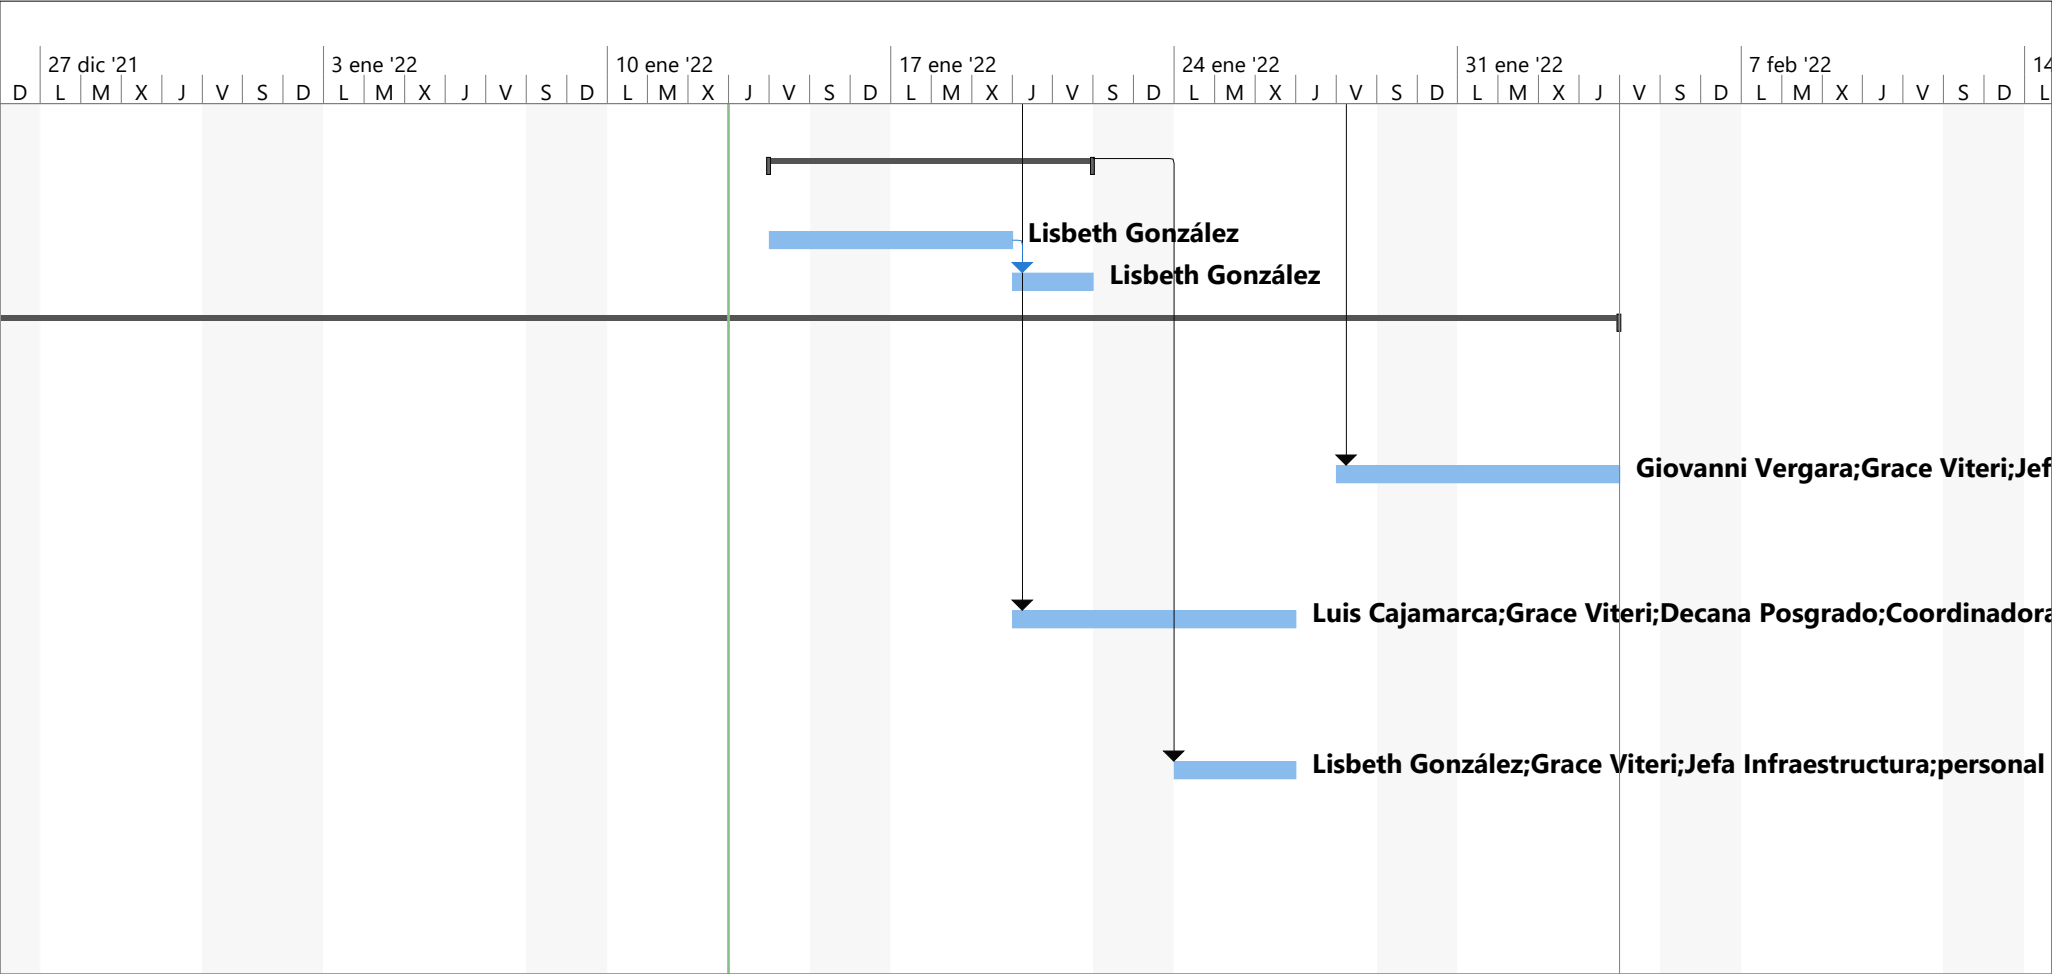 27 dic '21 3 ene '22 10 ene '22 17 ene '22 24 ene '22 31 ene '22 7 feb '22 14
D L M X J V S D L M X J V S D L M X J V S D L M X J V S D L M X J V S D L M X J V S D L M X J V S D L
Lisbeth González
Lisbeth González
Giovanni Vergara;Grace Viteri;Jef
Luis Cajamarca;Grace Viteri;Decana Posgrado;Coordinadora
Lisbeth González;Grace Viteri;Jefa Infraestructura;personal